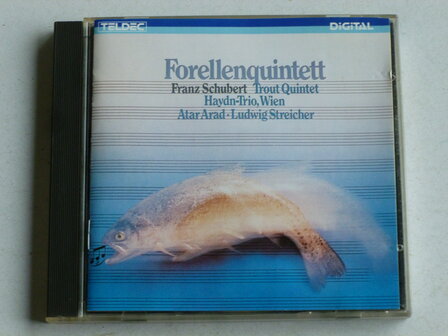 TELDEC DIGITAL
Forellenquintett
Franz Schubert Trout Quintet
Haydn-Trio, Wien
Atar Arad · Ludwig Streicher